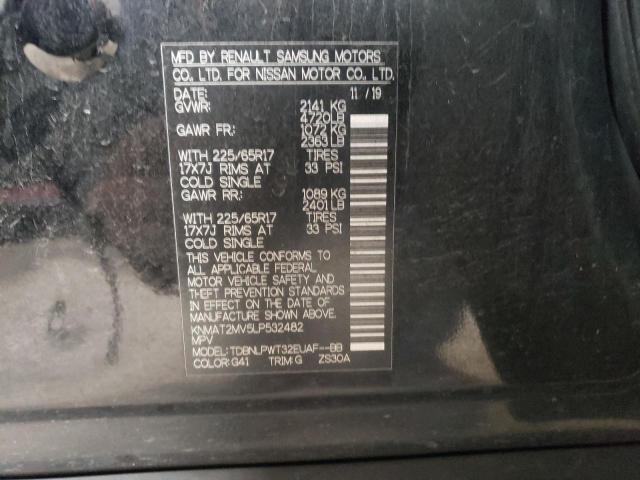 MFD BY RENAULT SAMSUNG MOTORS
CO., LTD. FOR NISSAN MOTOR CO., LTD.
DATE: 11 / 19
GVWR: 2141 KG
4720LB
GAWR FR: 1072 KG
2363 LB
WITH 225/65R17 TIRES
17X7J RIMS AT 33 PSI
COLD SINGLE
GAWR RR: 1089 KG
2401 LB
WITH 225/65R17 TIRES
17X7J RIMS AT 33 PSI
COLD SINGLE
THIS VEHICLE CONFORMS TO
ALL APPLICABLE FEDERAL
MOTOR VEHICLE SAFETY AND
THEFT PREVENTION STANDARDS
IN EFFECT ON THE DATE OF
MANUFACTURE SHOWN ABOVE.
KNMAT2MV5LP532482
MPV
MODEL: TDBNLPWT32EUAF--BB
COLOR: G41 TRIM: G ZS30A